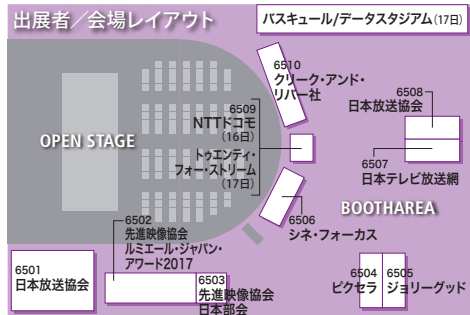 出展者／会場レイアウト
バスキュール/データスタジアム(17日)
6510
クリーク・アンド・
リバー社
6508
日本放送協会
6509
NTTドコモ
(16日)
トゥエンティ・
フォー・ストリーム
(17日)
OPEN STAGE
6507
日本テレビ放送網
BOOTHAREA
6506
シネ・フォーカス
6502
先進映像協会
ルミエール・ジャパン・
アワード2017
6501
日本放送協会
6503
先進映像協会
日本部会
6504
ピクセラ
6505
ジョリーグッド